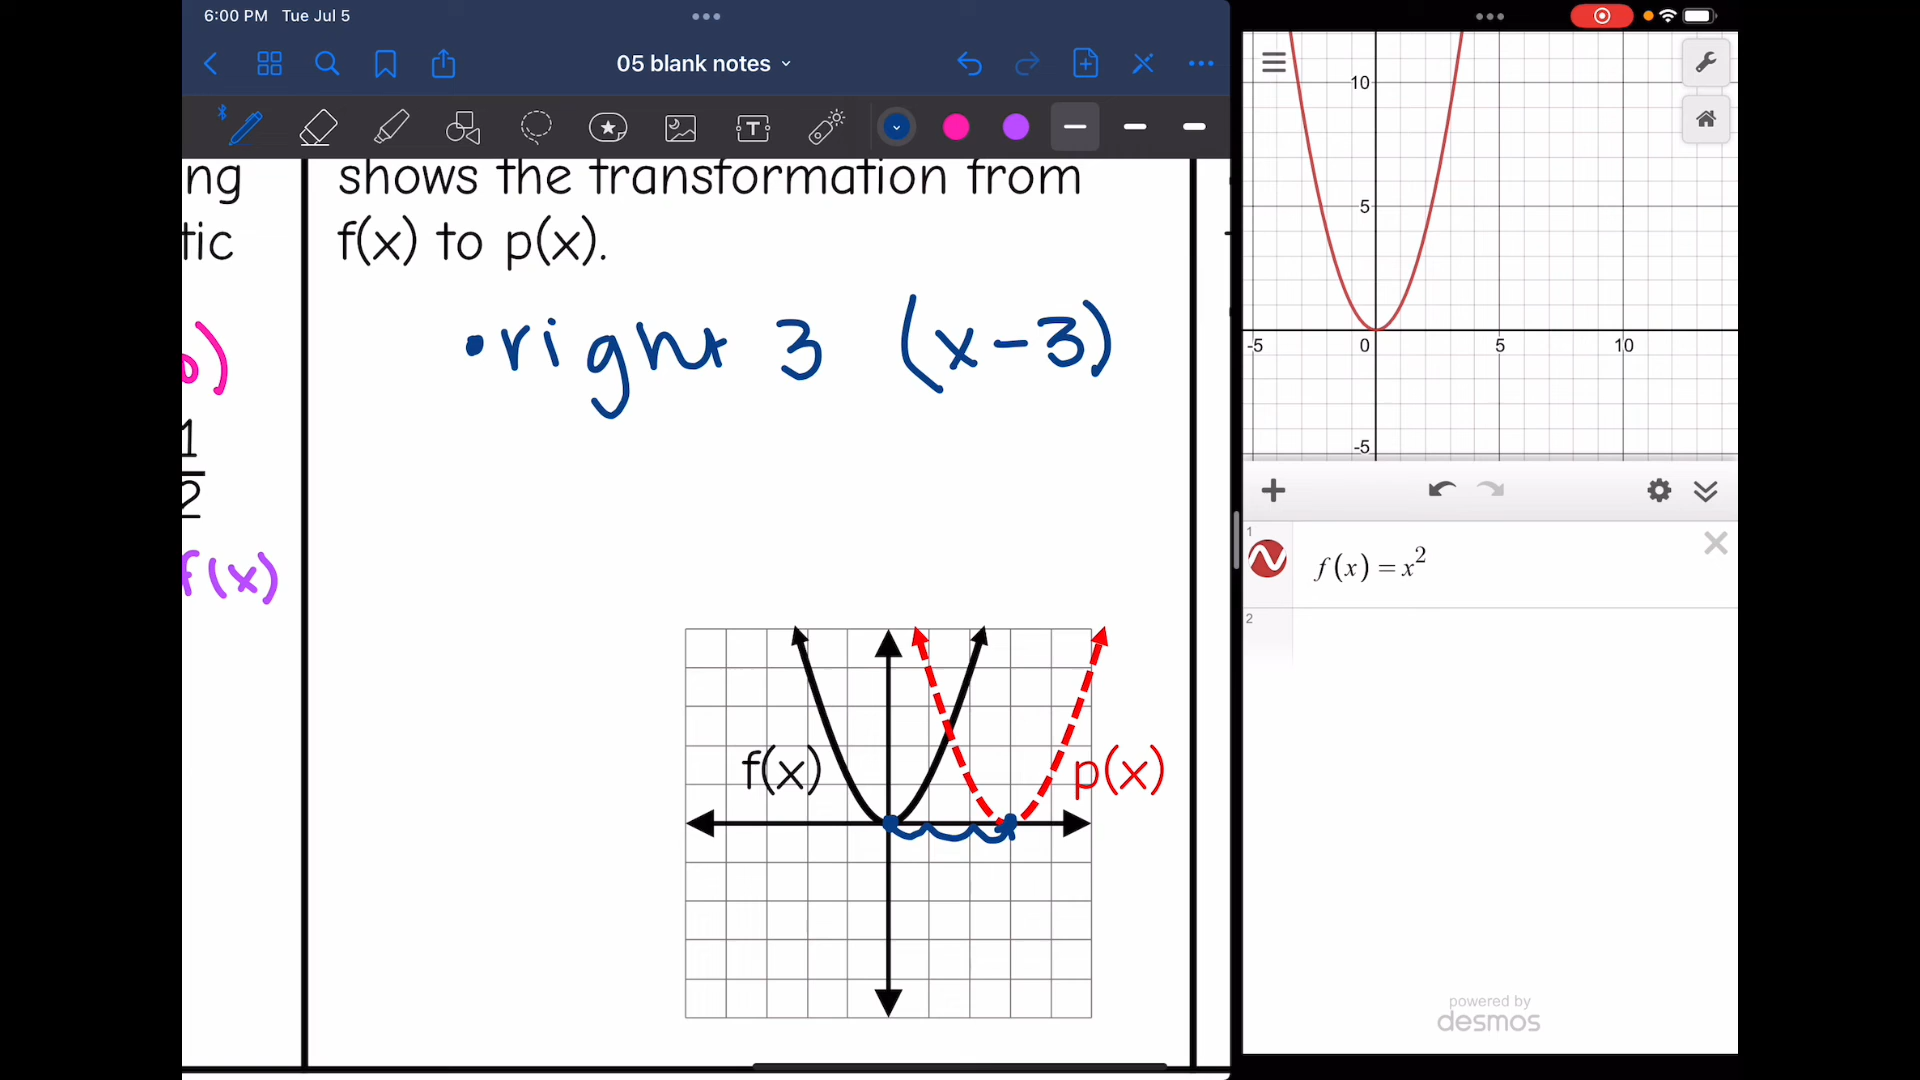 6:00 PM Tue Jul 5
05 blank notes
T
ng
tic
shows the transformation from
f(x) to p(x).
•right 3 (x-3)
1
2
f(x)
f(x)
p(x)
10
5
-5 0 5 10
-5
1
f(x) = x²
2
powered by
desmos